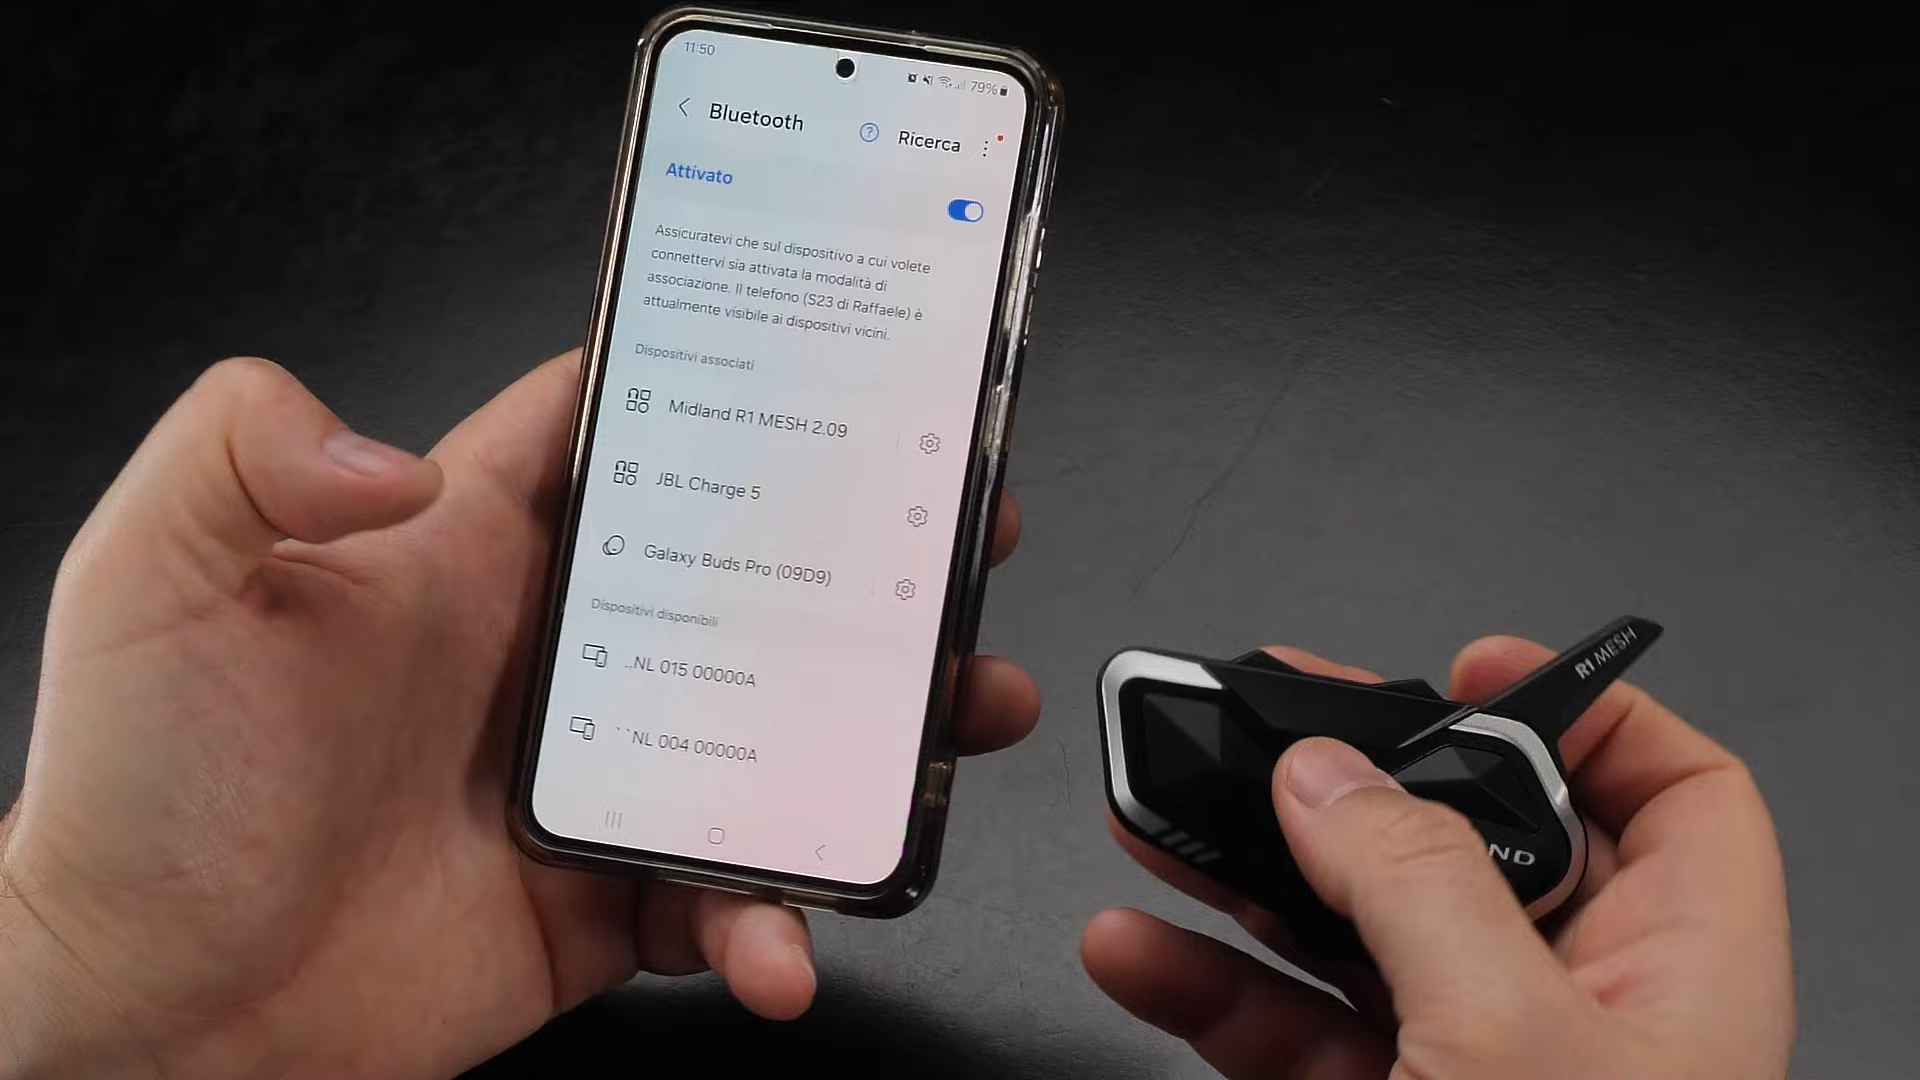 11:50
79%
Bluetooth
Ricerca
Attivato
Assicuratevi che sul dispositivo a cui volete
connettervi sia attivata la modalità di
associazione. Il telefono (S23 di Raffaele) è
attualmente visibile ai dispositivi vicini.
Dispositivi associati
Midland R1 MESH 2.09
JBL Charge 5
Galaxy Buds Pro (09D9)
Dispositivi disponibili
..NL 015 00000A
``NL 004 00000A
R1 MESH
ND